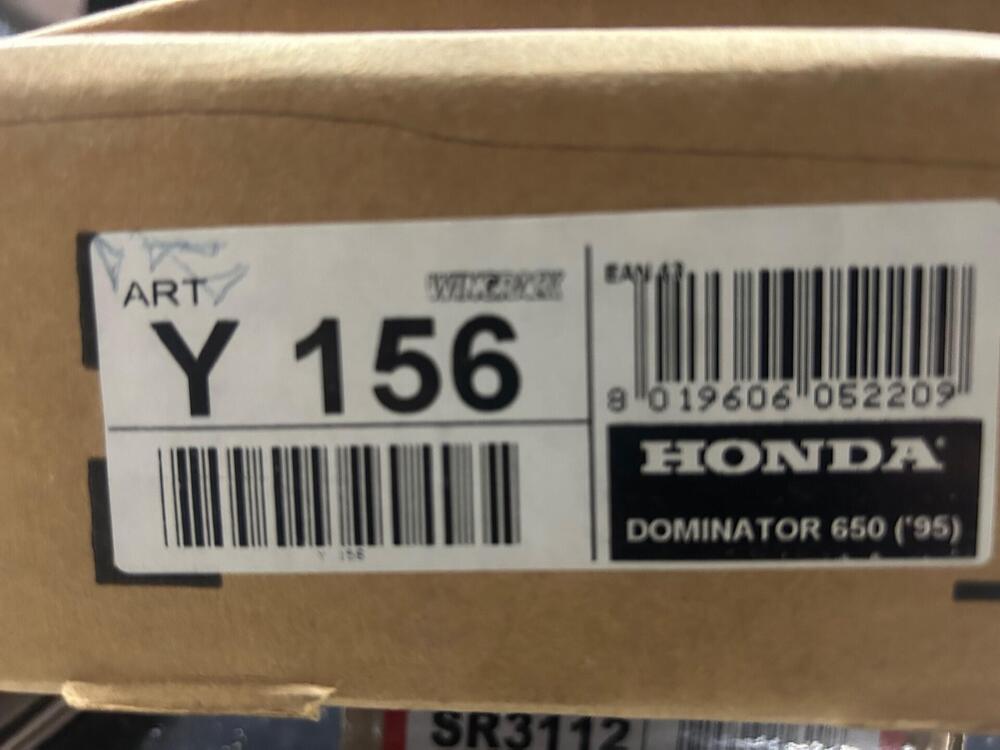 ART
Y 156
Y 156
EAN 13
8 019606 052209
HONDA
DOMINATOR 650 ('95)
SR3112